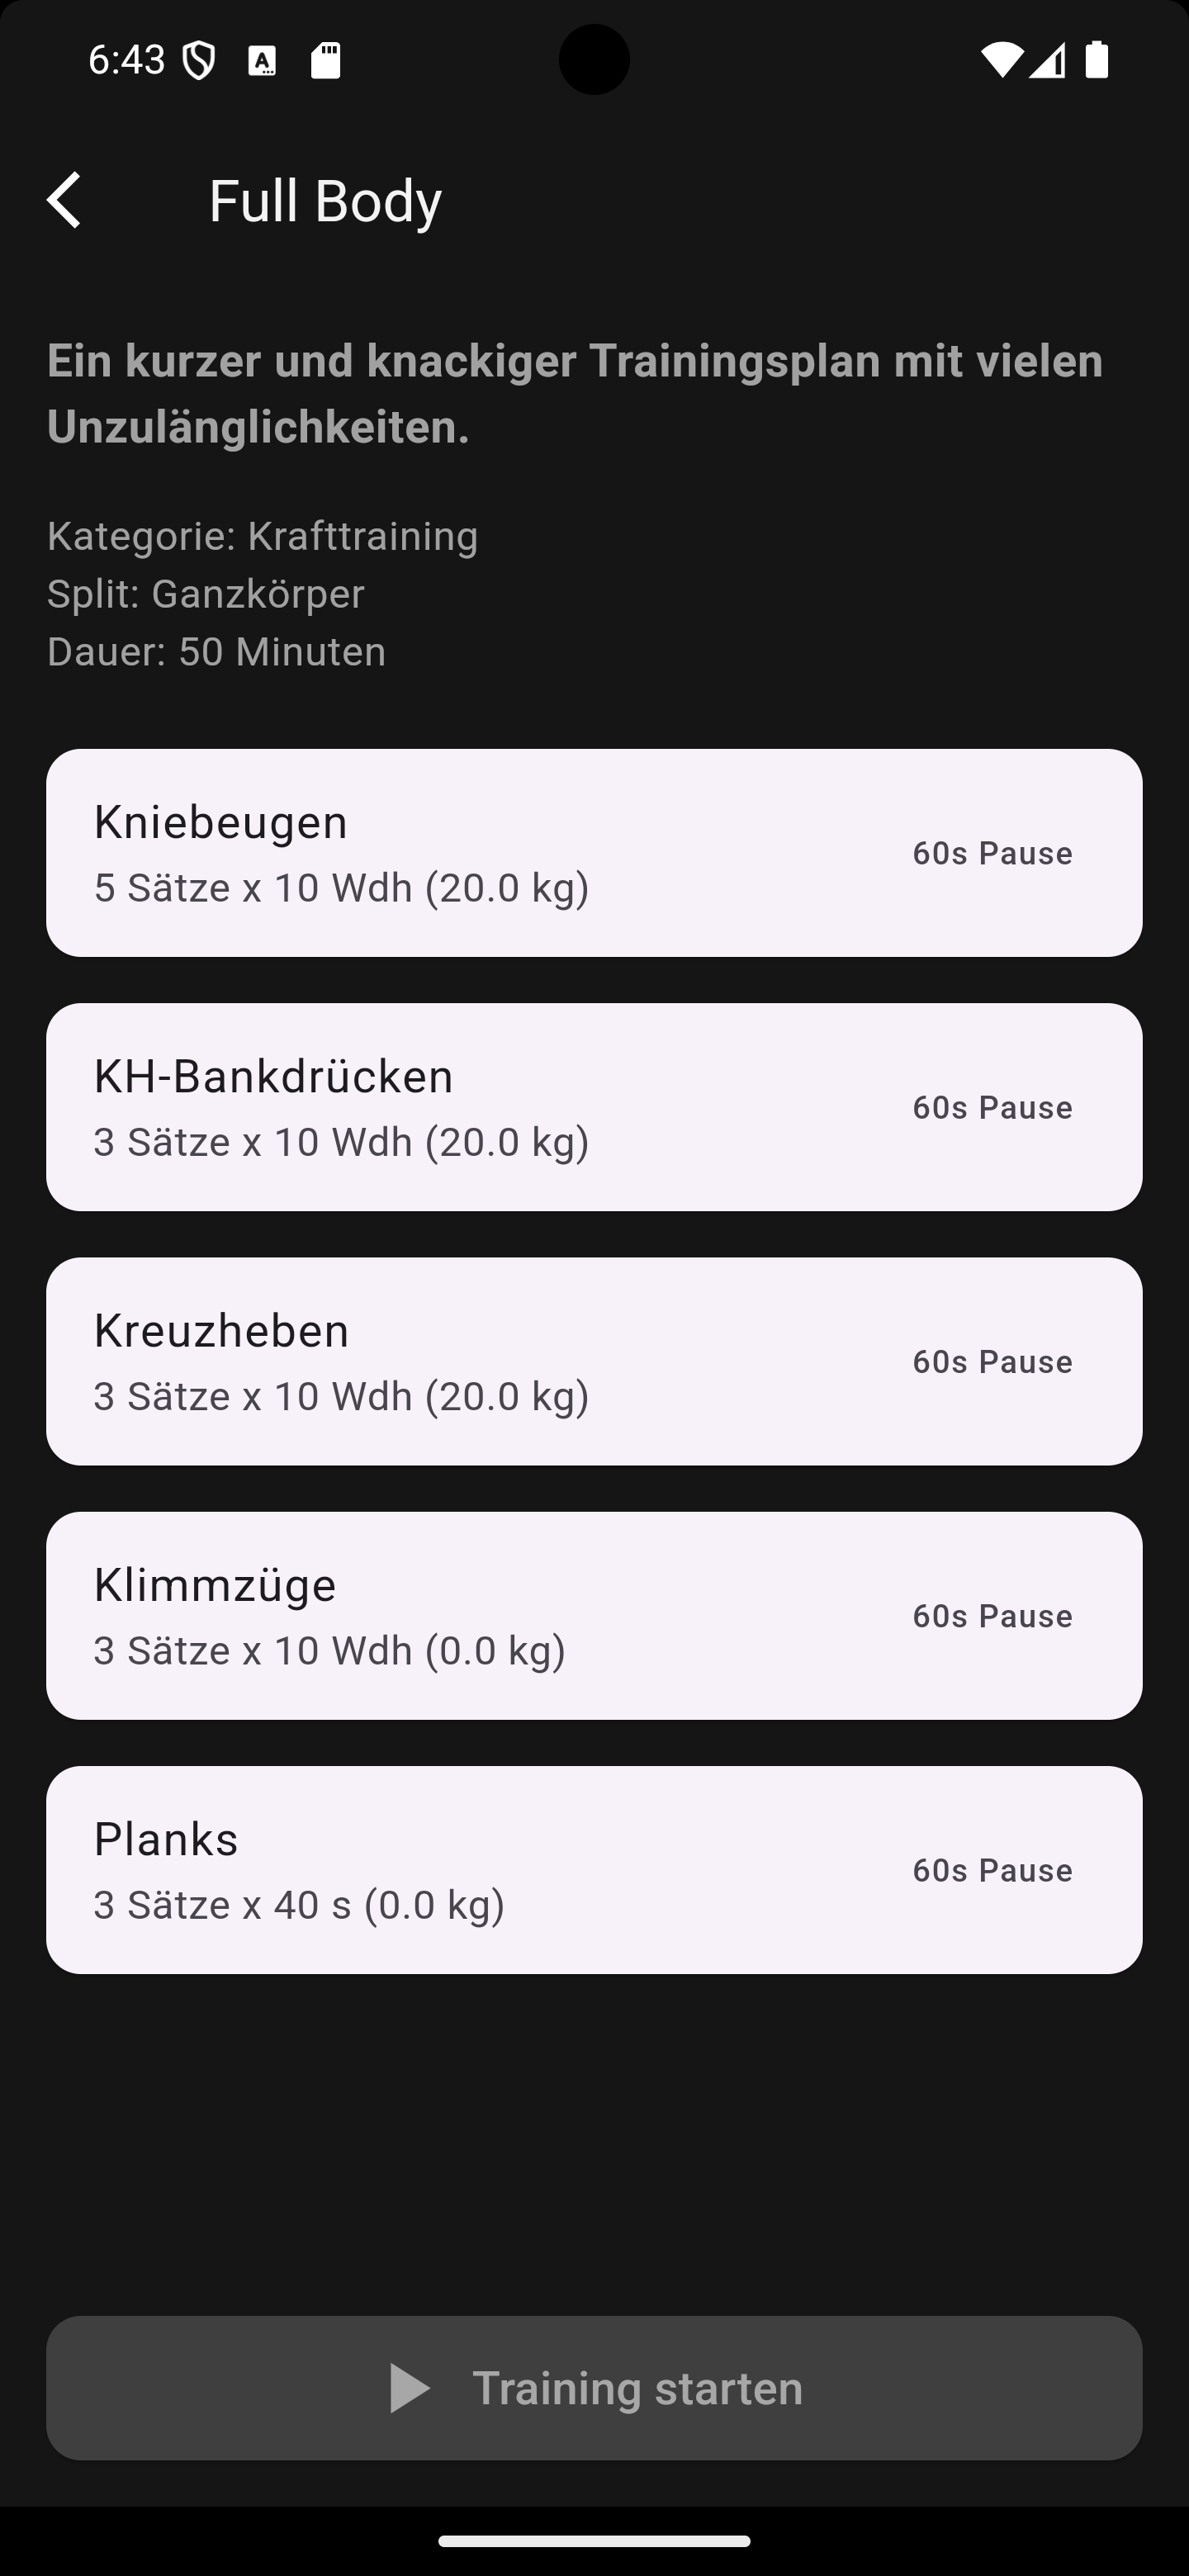 6:43
Full Body
Ein kurzer und knackiger Trainingsplan mit vielen
Unzulänglichkeiten.
Kategorie: Krafttraining
Split: Ganzkörper
Dauer: 50 Minuten
Kniebeugen
5 Sätze x 10 Wdh (20.0 kg)
60s Pause
KH-Bankdrücken
3 Sätze x 10 Wdh (20.0 kg)
60s Pause
Kreuzheben
3 Sätze x 10 Wdh (20.0 kg)
60s Pause
Klimmzüge
3 Sätze x 10 Wdh (0.0 kg)
60s Pause
Planks
3 Sätze x 40 s (0.0 kg)
60s Pause
Training starten